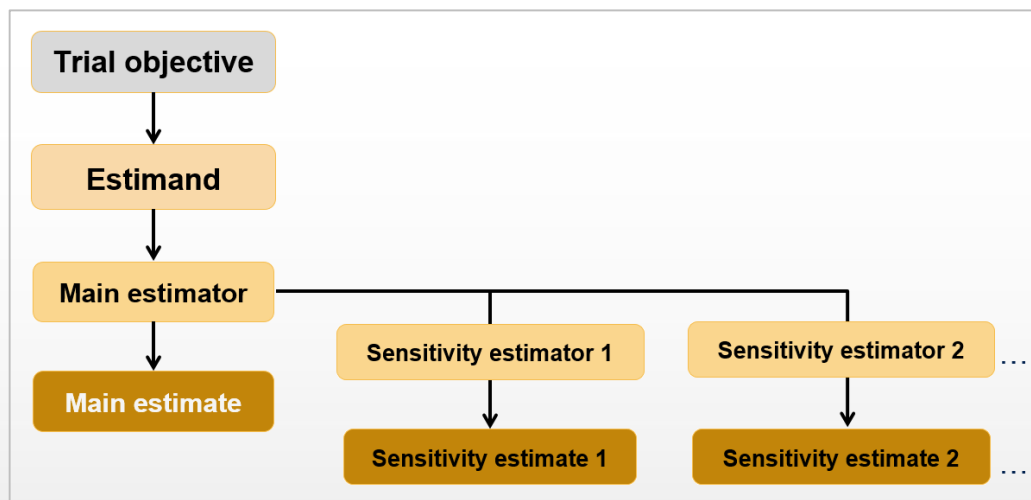 Trial objective
Estimand
Main estimator
Sensitivity estimator 1
Sensitivity estimator 2
...
Main estimate
Sensitivity estimate 1
Sensitivity estimate 2
...